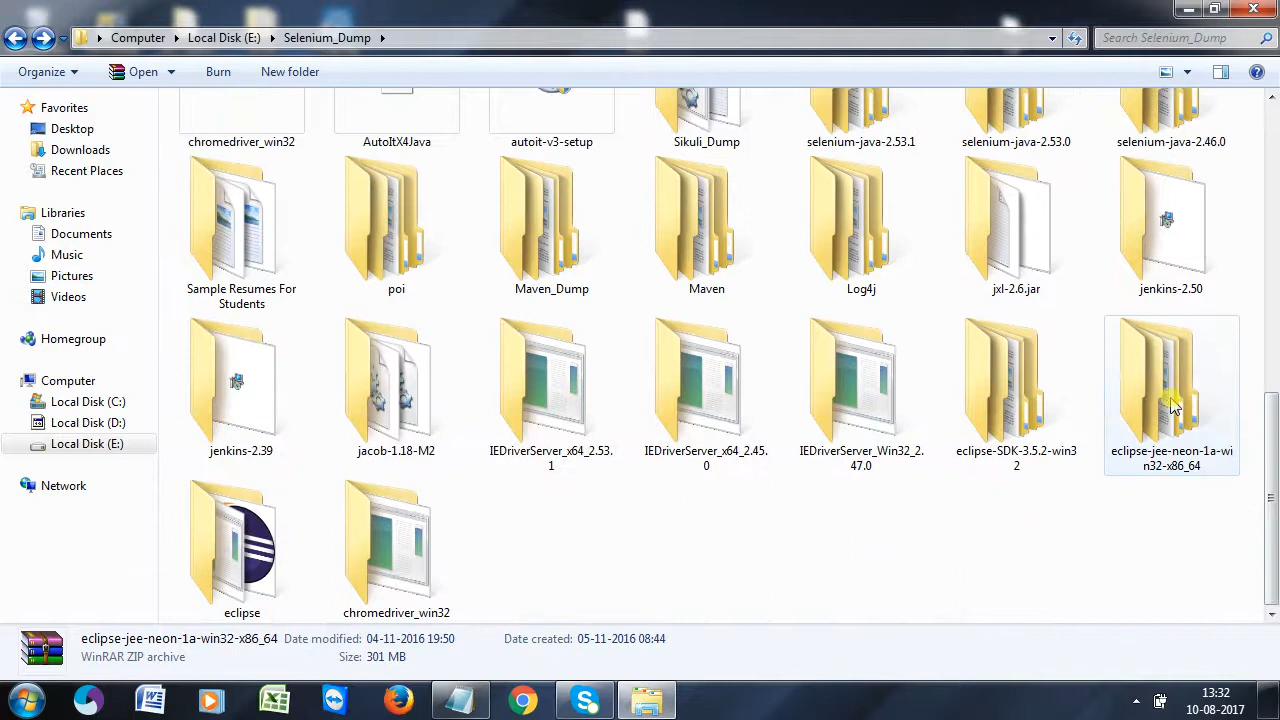 Computer Local Disk (E:) Selenium_Dump Search Selenium_Dump
Organize Open Burn New folder
Favorites
Desktop
Downloads
Recent Places
Libraries
Documents
Music
Pictures
Videos
Homegroup
Computer
Local Disk (C:)
Local Disk (D:)
Local Disk (E:)
Network
chromedriver_win32 AutoItX4Java autoit-v3-setup Sikuli_Dump selenium-java-2.53.1 selenium-java-2.53.0 selenium-java-2.46.0
Sample Resumes For poi Maven_Dump Maven Log4j jxl-2.6.jar jenkins-2.50
Students
jenkins-2.39 jacob-1.18-M2 IEDriverServer_x64_2.53. IEDriverServer_x64_2.45. IEDriverServer_Win32_2. eclipse-SDK-3.5.2-win3 eclipse-jee-neon-1a-wi
1 0 47.0 2 n32-x86_64
eclipse chromedriver_win32
eclipse-jee-neon-1a-win32-x86_64 Date modified: 04-11-2016 19:50 Date created: 05-11-2016 08:44
WinRAR ZIP archive Size: 301 MB
13:32
10-08-2017